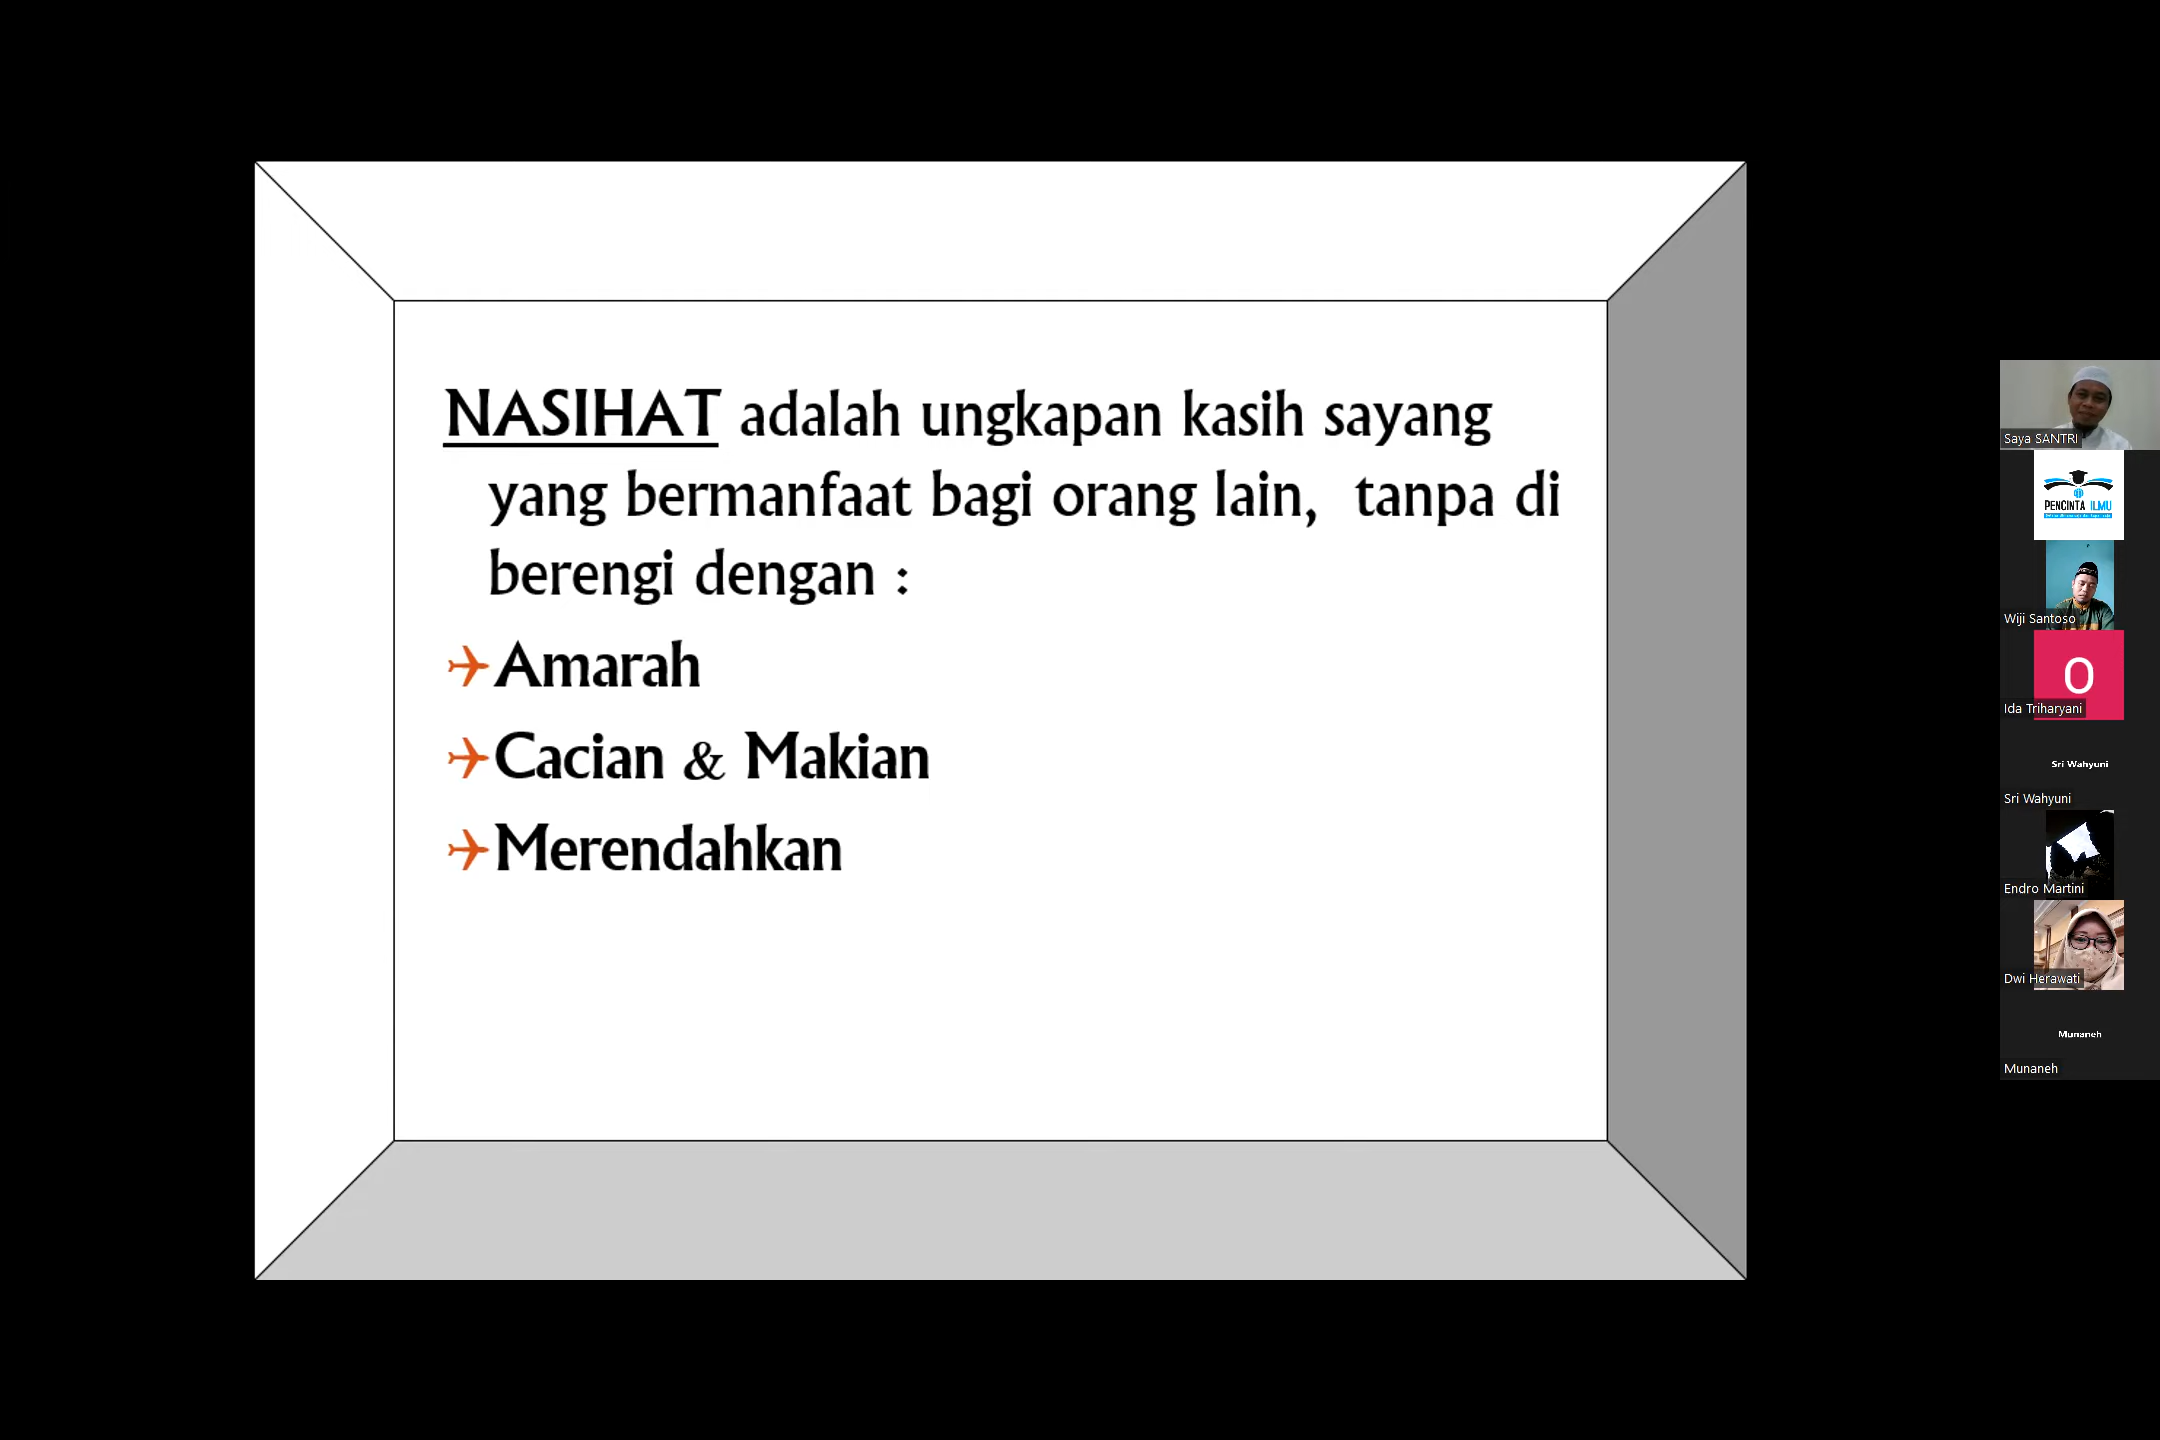 NASIHAT adalah ungkapan kasih sayang
yang bermanfaat bagi orang lain, tanpa di
berengi dengan :
Amarah
Cacian & Makian
Merendahkan
Saya SANTRI
PENCINTA ILMU
Wiji Santoso
O
Ida Triharyani
Sri Wahyuni
Sri Wahyuni
Endro Martini
Dwi Herawati
Munaneh
Munaneh